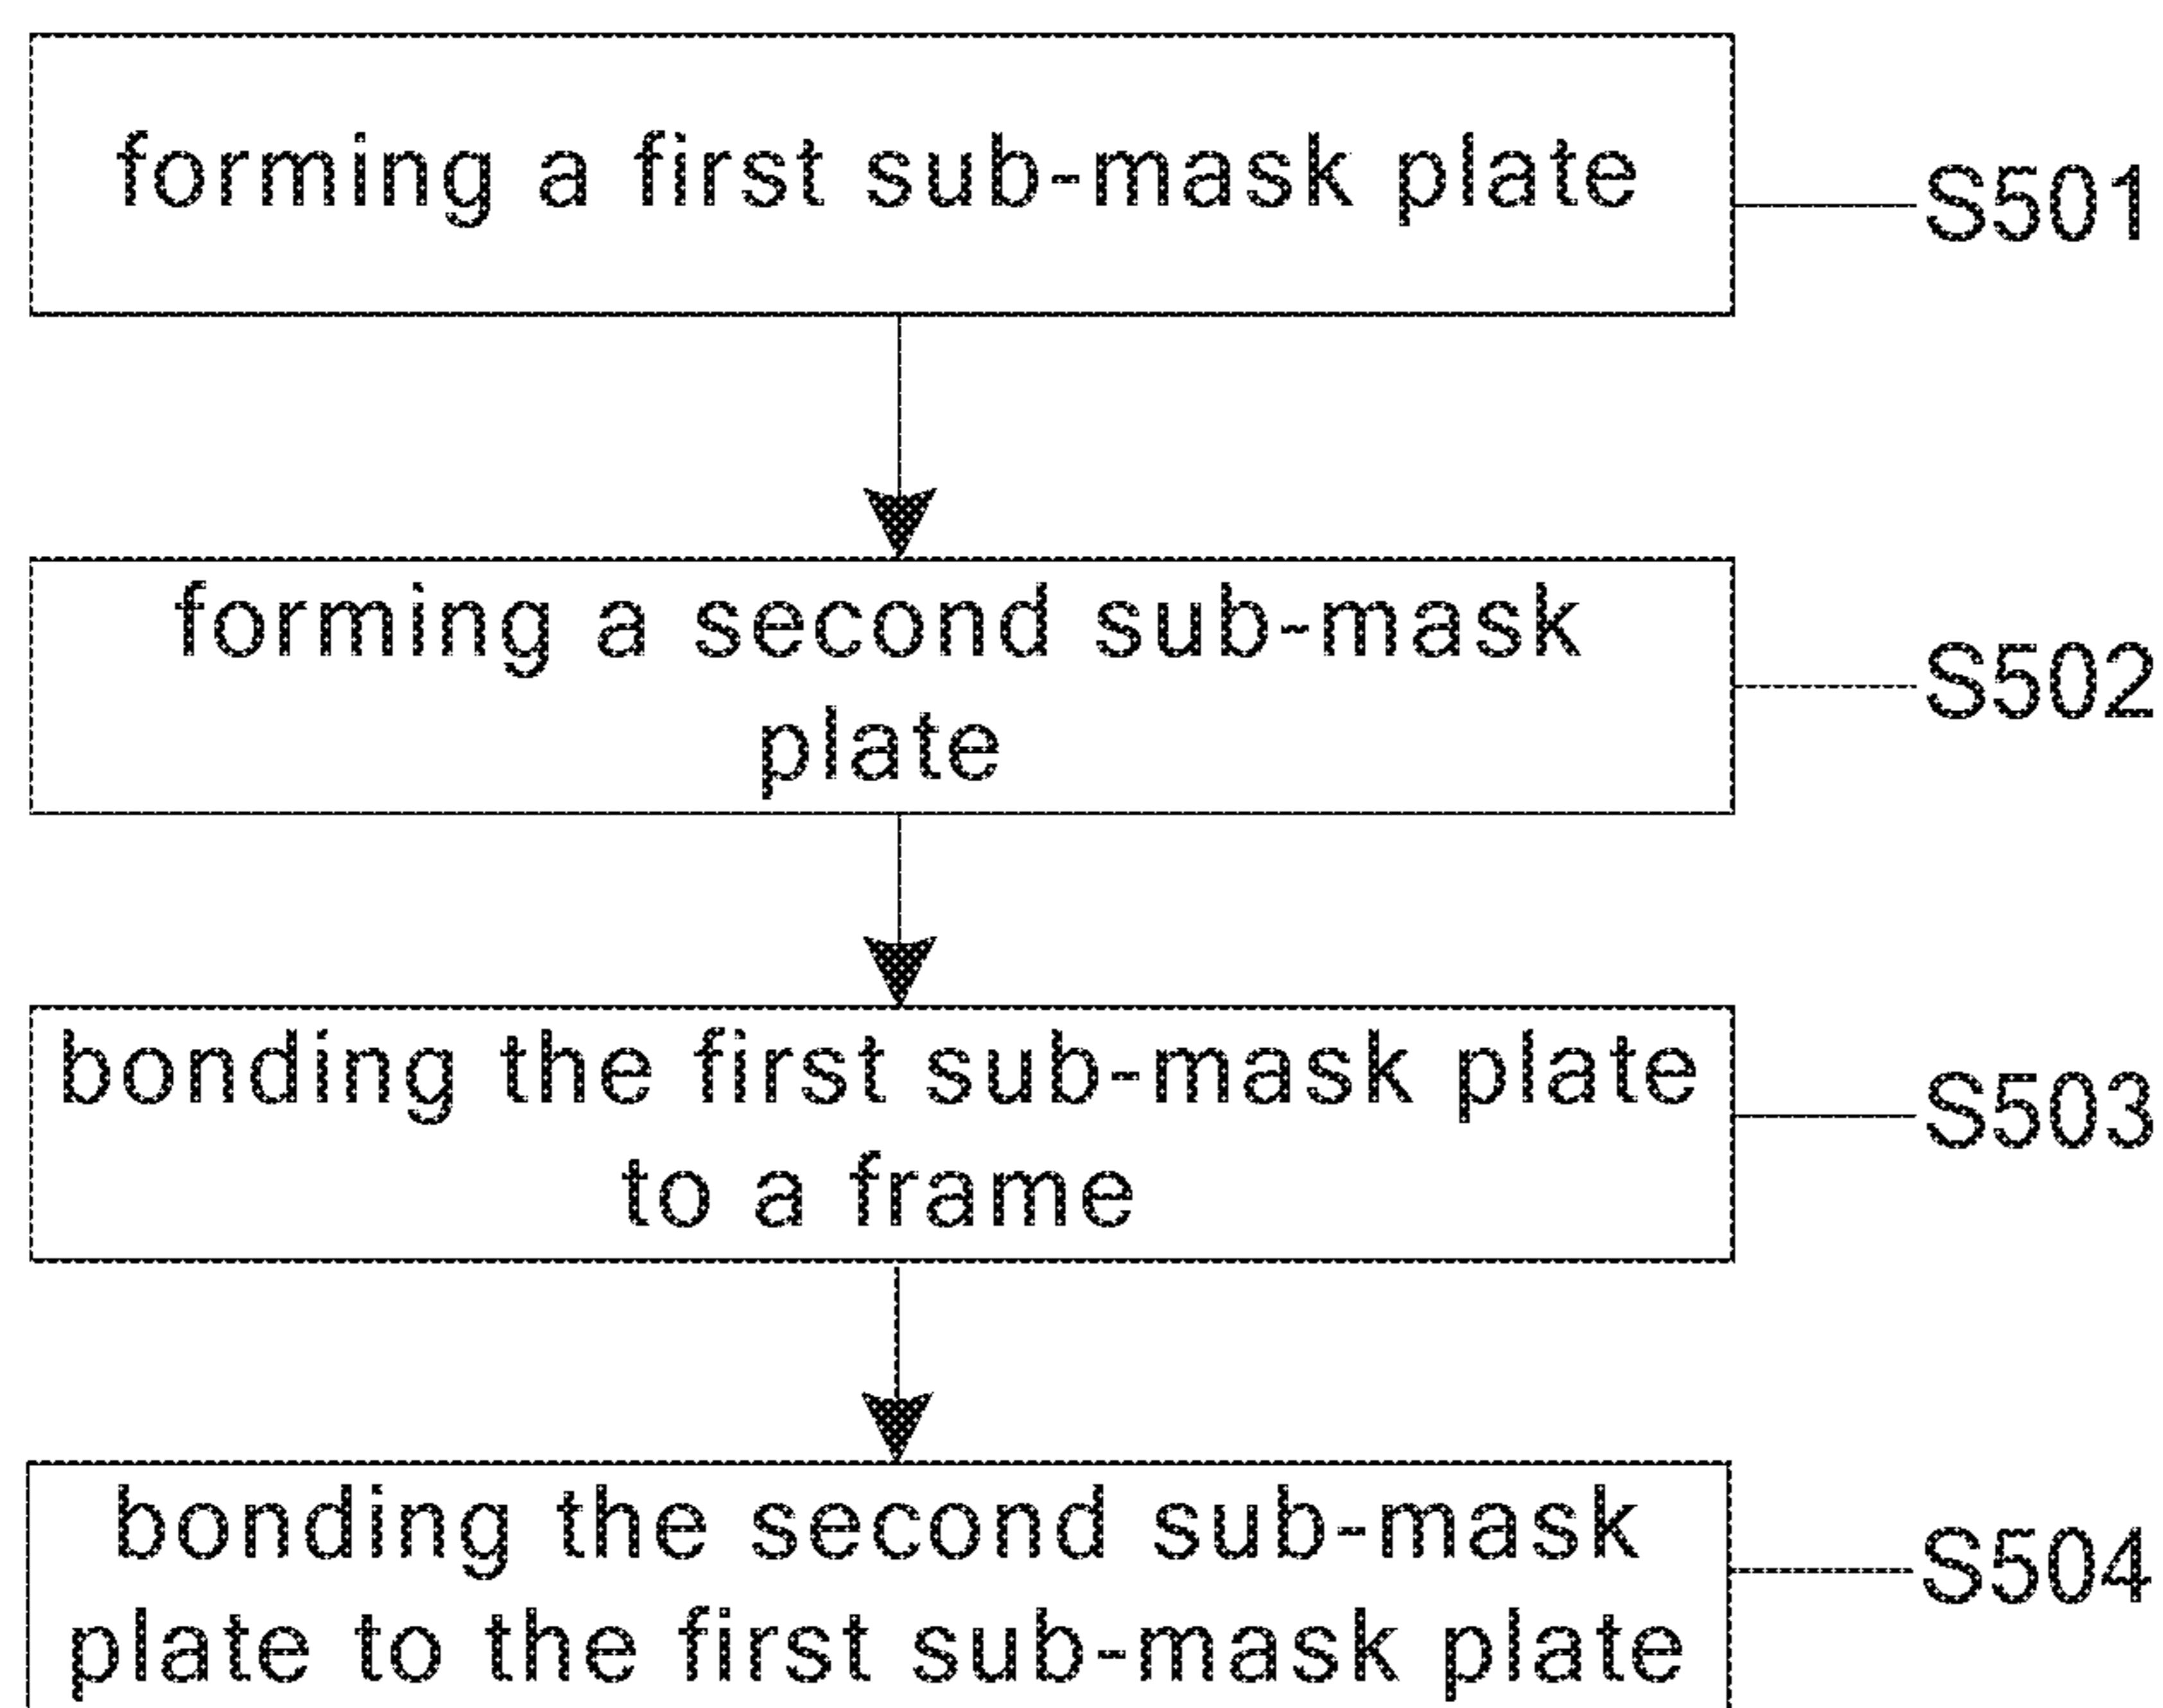 forming a first sub-mask plate
S501
forming a second sub-mask
plate
S502
bonding the first sub-mask plate
to a frame
S503
bonding the second sub-mask
plate to the first sub-mask plate
S504